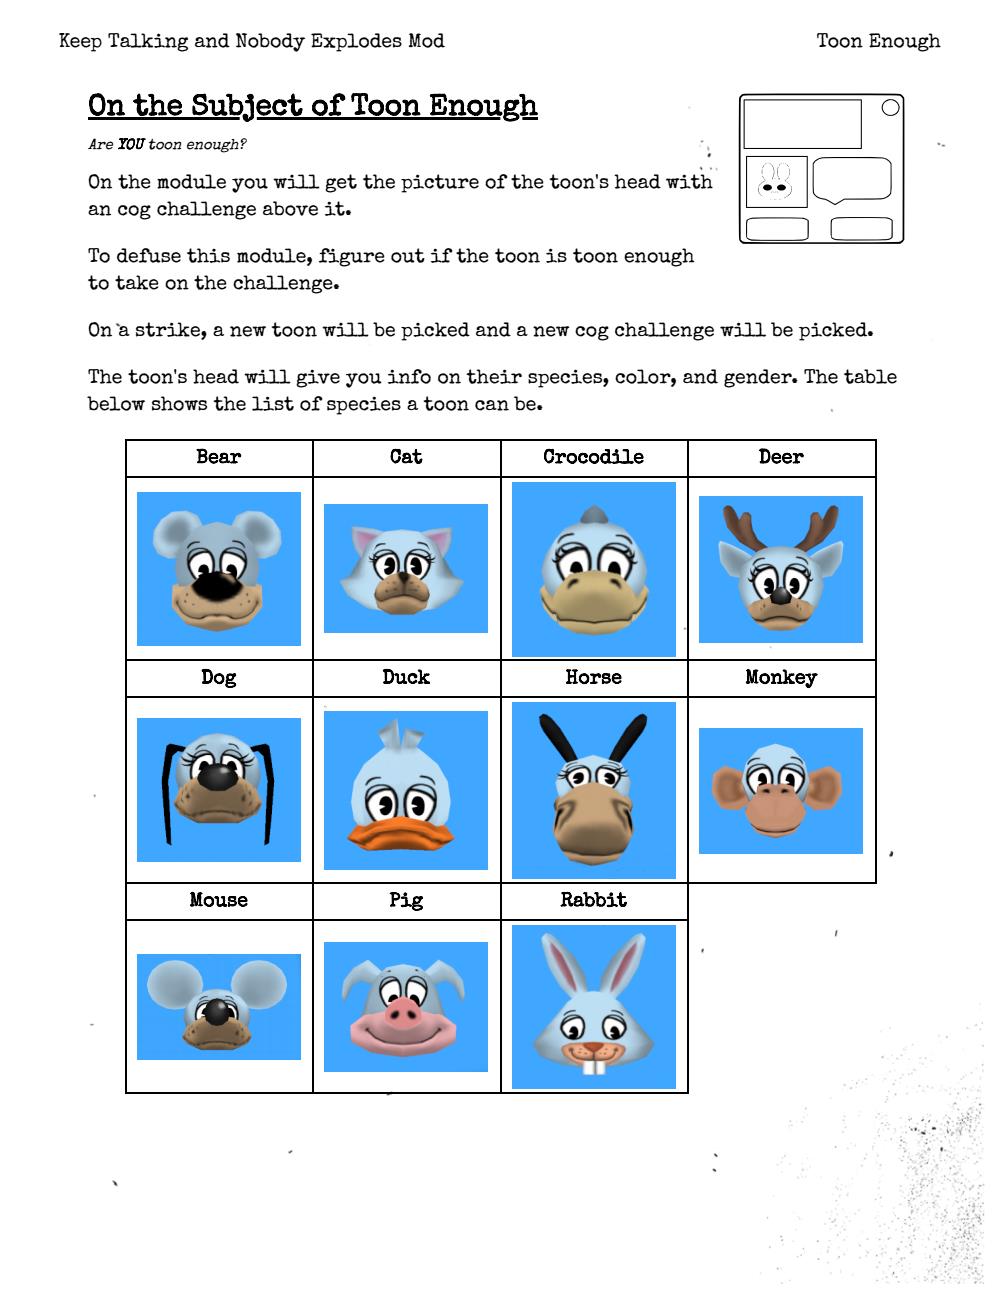 Keep Talking and Nobody Explodes Mod
Toon Enough
On the Subject of Toon Enough
Are YOU toon enough?
On the module you will get the picture of the toon's head with
an cog challenge above it.
To defuse this module, figure out if the toon is toon enough
to take on the challenge.
On a strike, a new toon will be picked and a new cog challenge will be picked.
The toon's head will give you info on their species, color, and gender. The table
below shows the list of species a toon can be.
Bear Cat Crocodile Deer
Dog Duck Horse Monkey
Mouse Pig Rabbit